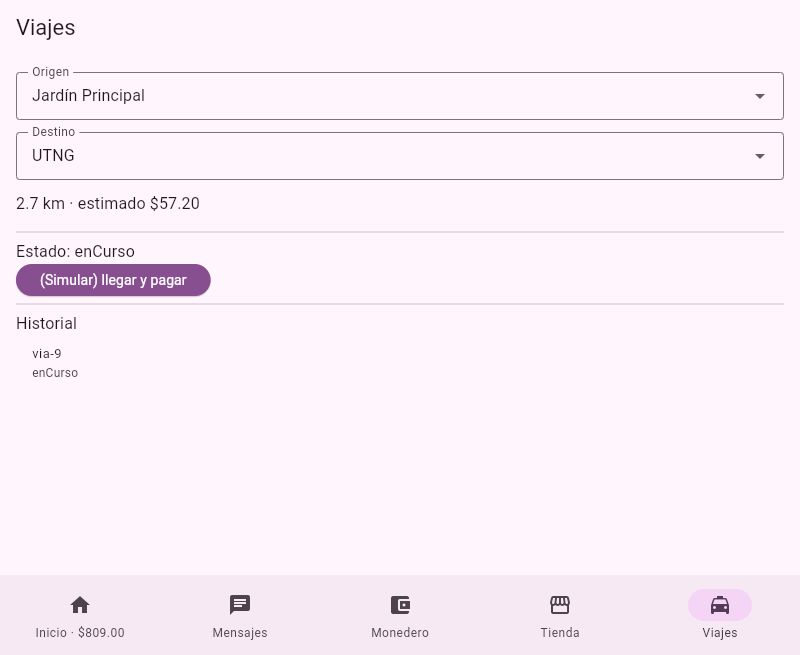 Viajes
Origen
Jardín Principal
Destino
UTNG
2.7 km · estimado $57.20
Estado: enCurso
(Simular) llegar y pagar
Historial
via-9
enCurso
Inicio · $809.00
Mensajes
Monedero
Tienda
Viajes